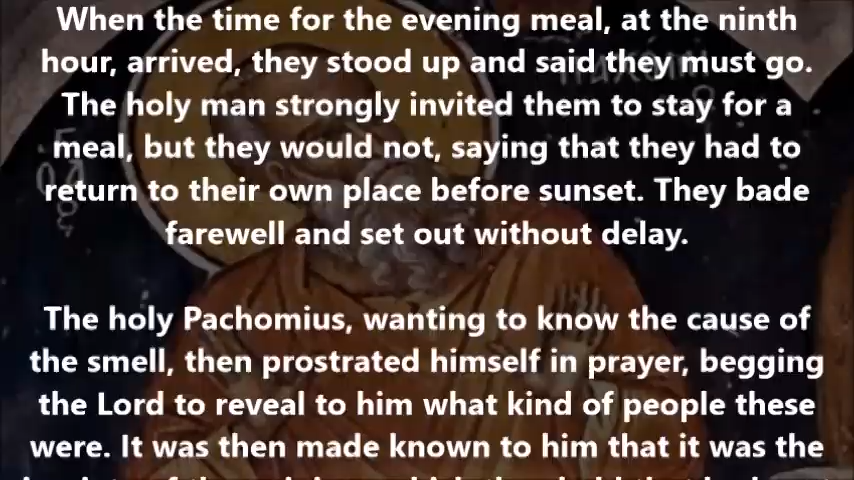 When the time for the evening meal, at the ninth
hour, arrived, they stood up and said they must go.
The holy man strongly invited them to stay for a
meal, but they would not, saying that they had to
return to their own place before sunset. They bade
farewell and set out without delay.
The holy Pachomius, wanting to know the cause of
the smell, then prostrated himself in prayer, begging
the Lord to reveal to him what kind of people these
were. It was then made known to him that it was the